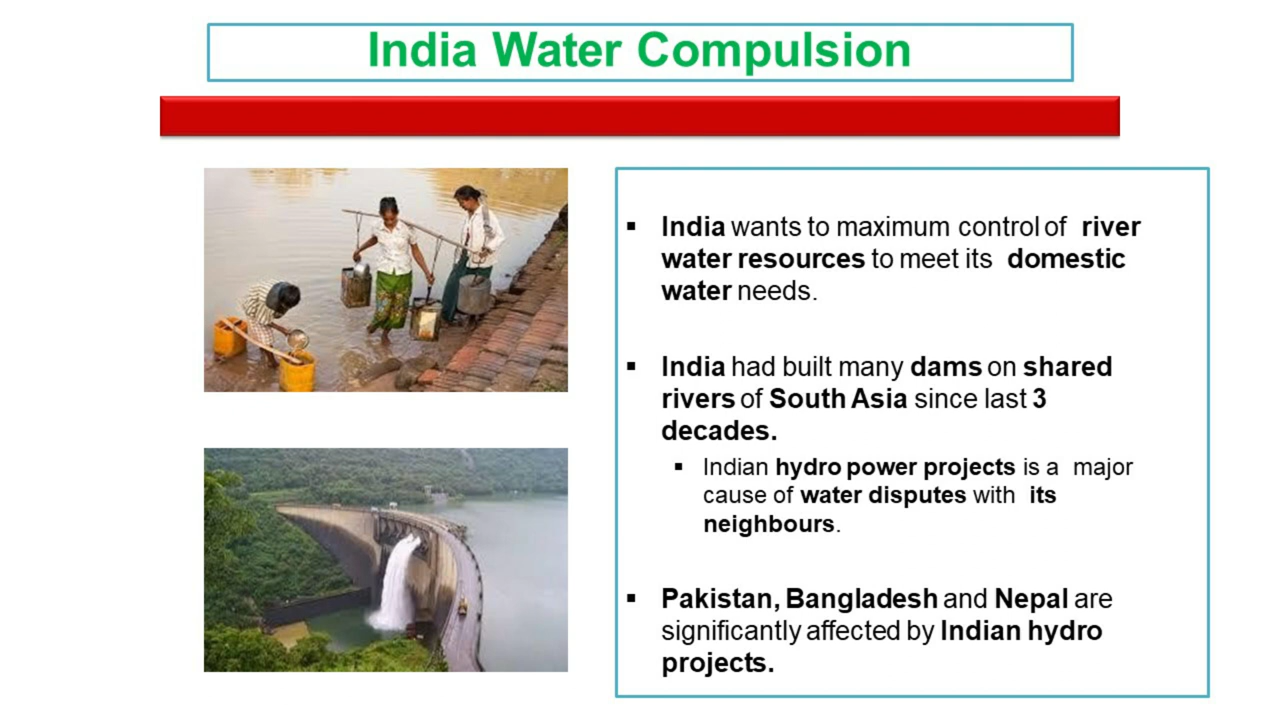 India Water Compulsion
▪ India wants to maximum control of river
water resources to meet its domestic
water needs.
▪ India had built many dams on shared
rivers of South Asia since last 3
decades.
▪ Indian hydro power projects is a major
cause of water disputes with its
neighbours.
▪ Pakistan, Bangladesh and Nepal are
significantly affected by Indian hydro
projects.